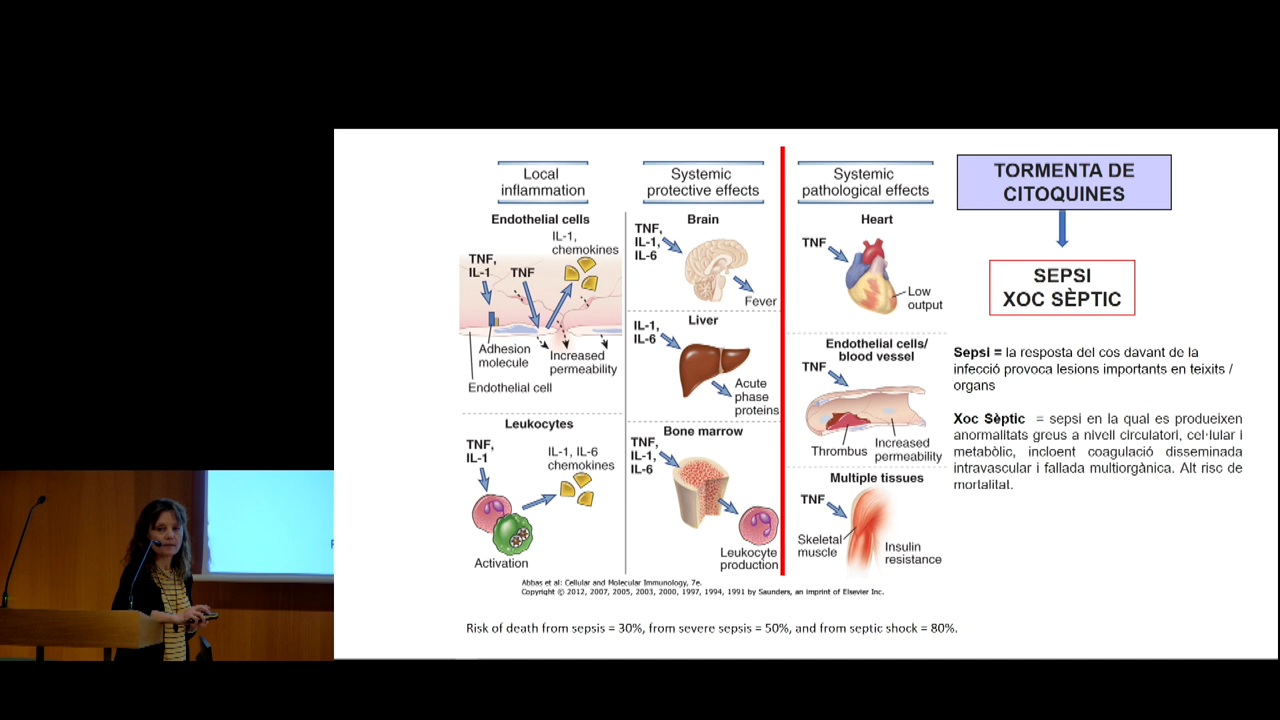 Local
inflammation
Endothelial cells
IL-1,
chemokines
TNF,
IL-1
TNF
Adhesion
molecule
Increased
permeability
Endothelial cell
Leukocytes
TNF,
IL-1
IL-1, IL-6
chemokines
Activation
Systemic
protective effects
Brain
TNF,
IL-1,
IL-6
Fever
Liver
IL-1,
IL-6
Acute
phase
proteins
Bone marrow
TNF,
IL-1,
IL-6
Leukocyte
production
Systemic
pathological effects
Heart
TNF
Low
output
Endothelial cells/
blood vessel
TNF
Thrombus
Increased
permeability
Multiple tissues
TNF
Skeletal
muscle
Insulin
resistance
TORMENTA DE
CITOQUINES
SEPSI
XOC SÈPTIC
Sepsi = la resposta del cos davant de la
infecció provoca lesions importants en teixits /
organs
Xoc Sèptic = sepsi en la qual es produeixen
anormalitats greus a nivell circulatori, cel·lular i
metabòlic, incloent coagulació disseminada
intravascular i fallada multiorgànica. Alt risc de
mortalitat.
Abbas et al: Cellular and Molecular Immunology, 7e.
Copyright © 2012, 2007, 2005, 2003, 2000, 1997, 1994, 1991 by Saunders, an imprint of Elsevier Inc.
Risk of death from sepsis = 30%, from severe sepsis = 50%, and from septic shock = 80%.